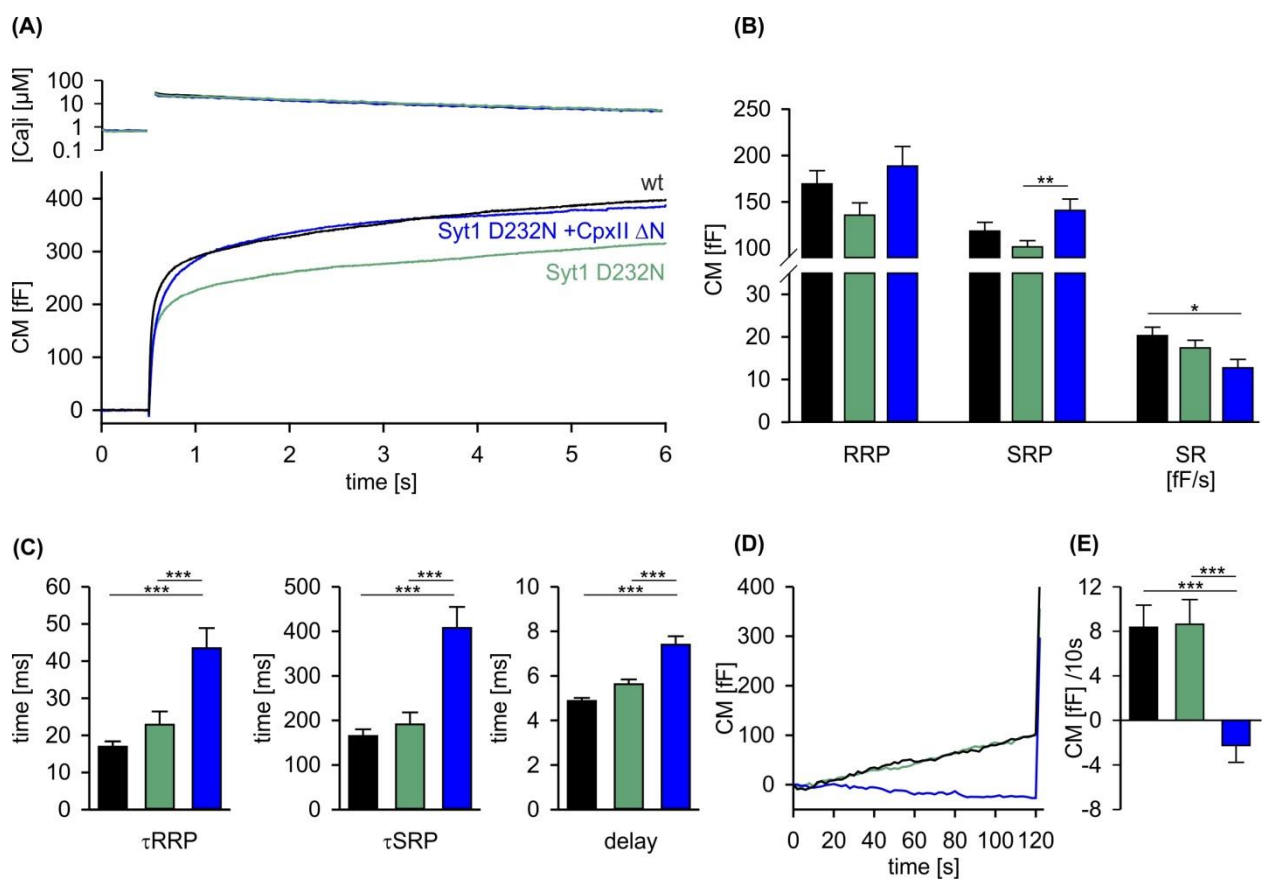 (A)
[Ca]i [µM]
100
10
1
0.1
CM [fF]
400
300
200
100
0
wt
Syt1 D232N +CpxII ΔN
Syt1 D232N
0 1 2 3 4 5 6
time [s]
(B)
CM [fF]
250
200
150
100
30
20
10
0
**
*
RRP SRP SR
[fF/s]
(C)
time [ms]
60
50
40
30
20
10
0
***
***
τRRP
time [ms]
500
400
300
200
100
0
***
***
τSRP
time [ms]
10
8
6
4
2
0
***
***
delay
(D)
CM [fF]
400
300
200
100
0
0 20 40 60 80 100 120
time [s]
(E)
CM [fF] /10s
12
8
4
0
-4
-8
***
***